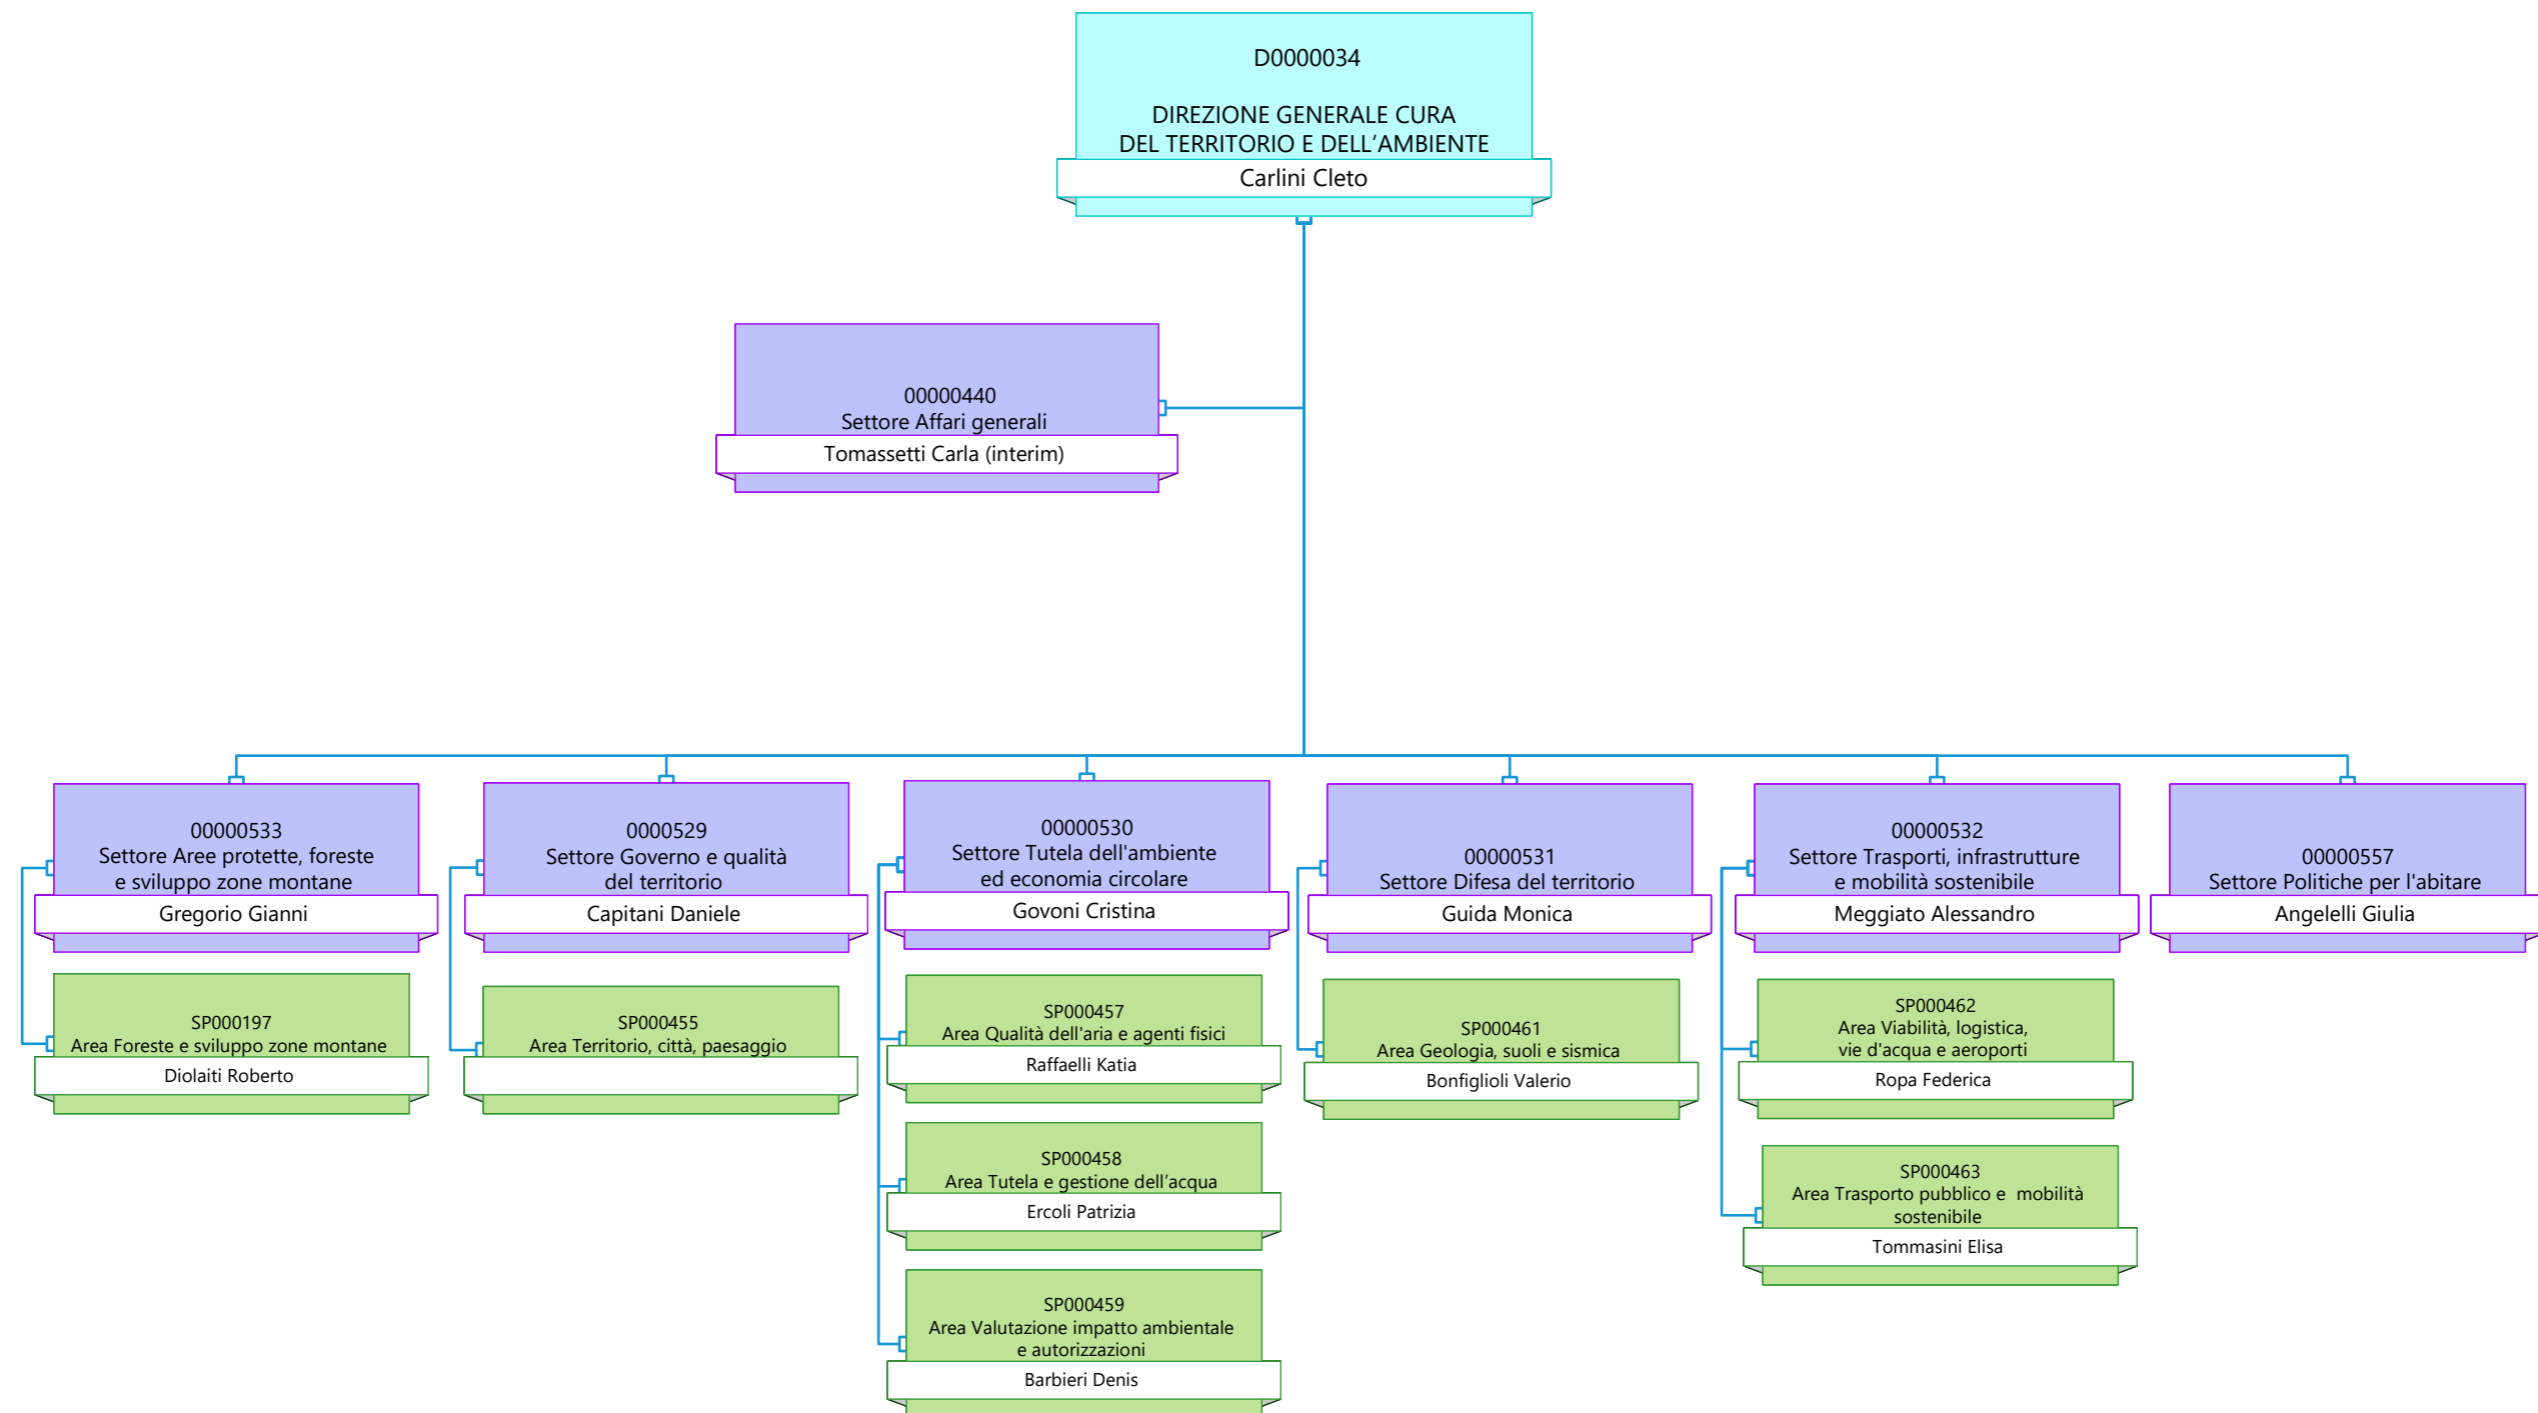 D0000034
DIREZIONE GENERALE CURA
DEL TERRITORIO E DELL’AMBIENTE
Carlini Cleto
00000440
Settore Affari generali
Tomassetti Carla (interim)
00000533
Settore Aree protette, foreste
e sviluppo zone montane
Gregorio Gianni
SP000197
Area Foreste e sviluppo zone montane
Diolaiti Roberto
0000529
Settore Governo e qualità
del territorio
Capitani Daniele
SP000455
Area Territorio, città, paesaggio
00000530
Settore Tutela dell'ambiente
ed economia circolare
Govoni Cristina
SP000457
Area Qualità dell'aria e agenti fisici
Raffaelli Katia
SP000458
Area Tutela e gestione dell’acqua
Ercoli Patrizia
SP000459
Area Valutazione impatto ambientale
e autorizzazioni
Barbieri Denis
00000531
Settore Difesa del territorio
Guida Monica
SP000461
Area Geologia, suoli e sismica
Bonfiglioli Valerio
00000532
Settore Trasporti, infrastrutture
e mobilità sostenibile
Meggiato Alessandro
SP000462
Area Viabilità, logistica,
vie d'acqua e aeroporti
Ropa Federica
SP000463
Area Trasporto pubblico e  mobilità
sostenibile
Tommasini Elisa
00000557
Settore Politiche per l'abitare
Angelelli Giulia